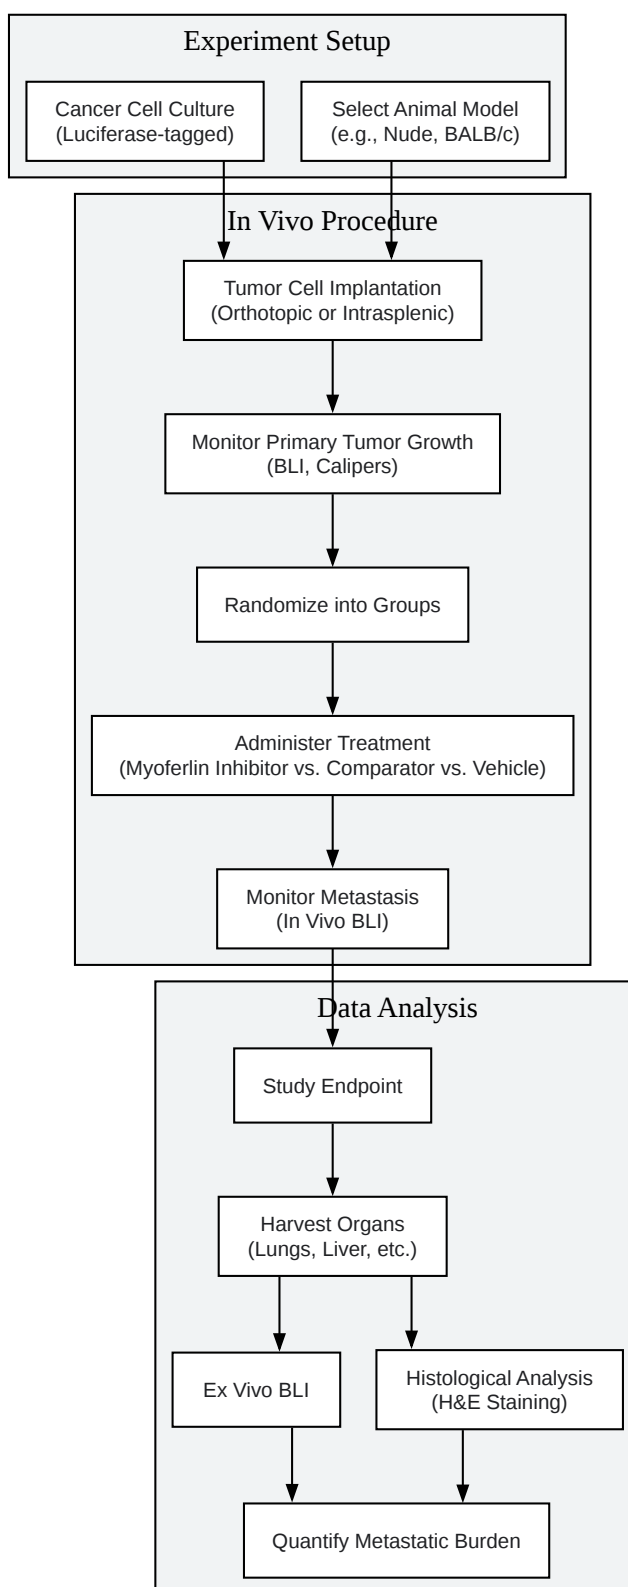 Experiment Setup
Cancer Cell Culture
(Luciferase-tagged)
Select Animal Model
(e.g., Nude, BALB/c)
In Vivo Procedure
Tumor Cell Implantation
(Orthotopic or Intrasplenic)
Monitor Primary Tumor Growth
(BLI, Calipers)
Randomize into Groups
Administer Treatment
(Myoferlin Inhibitor vs. Comparator vs. Vehicle)
Monitor Metastasis
(In Vivo BLI)
Data Analysis
Study Endpoint
Harvest Organs
(Lungs, Liver, etc.)
Ex Vivo BLI
Histological Analysis
(H&E Staining)
Quantify Metastatic Burden